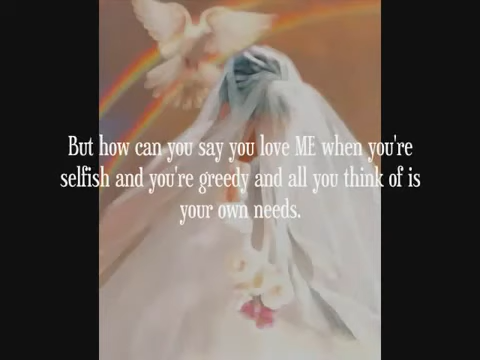 But how can you say you love ME when you're
selfish and you're greedy and all you think of is
your own needs.